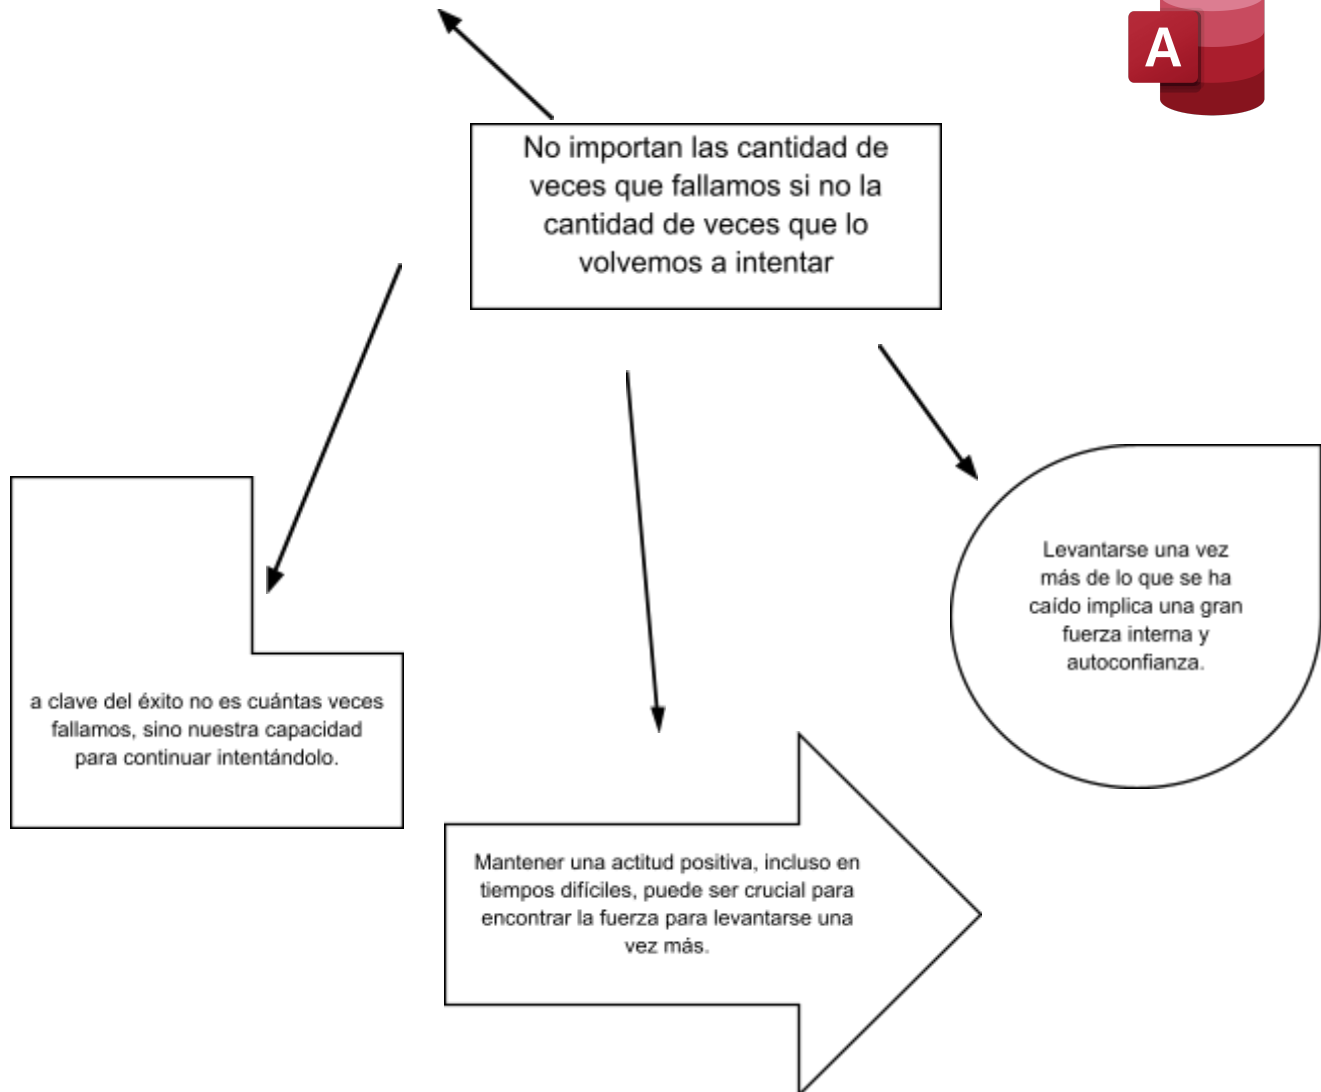 A
No importan las cantidad de
veces que fallamos si no la
cantidad de veces que lo
volvemos a intentar
Levantarse una vez
más de lo que se ha
caído implica una gran
fuerza interna y
autoconfianza.
a clave del éxito no es cuántas veces
fallamos, sino nuestra capacidad
para continuar intentándolo.
Mantener una actitud positiva, incluso en
tiempos difíciles, puede ser crucial para
encontrar la fuerza para levantarse una
vez más.